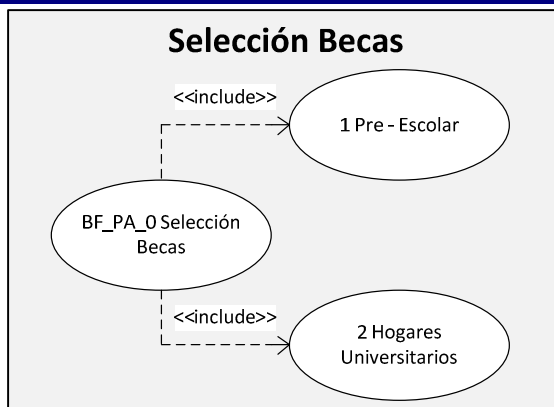 Selección Becas
<<include>>
1 Pre - Escolar
BF_PA_0 Selección
Becas
<<include>>
2 Hogares
Universitarios